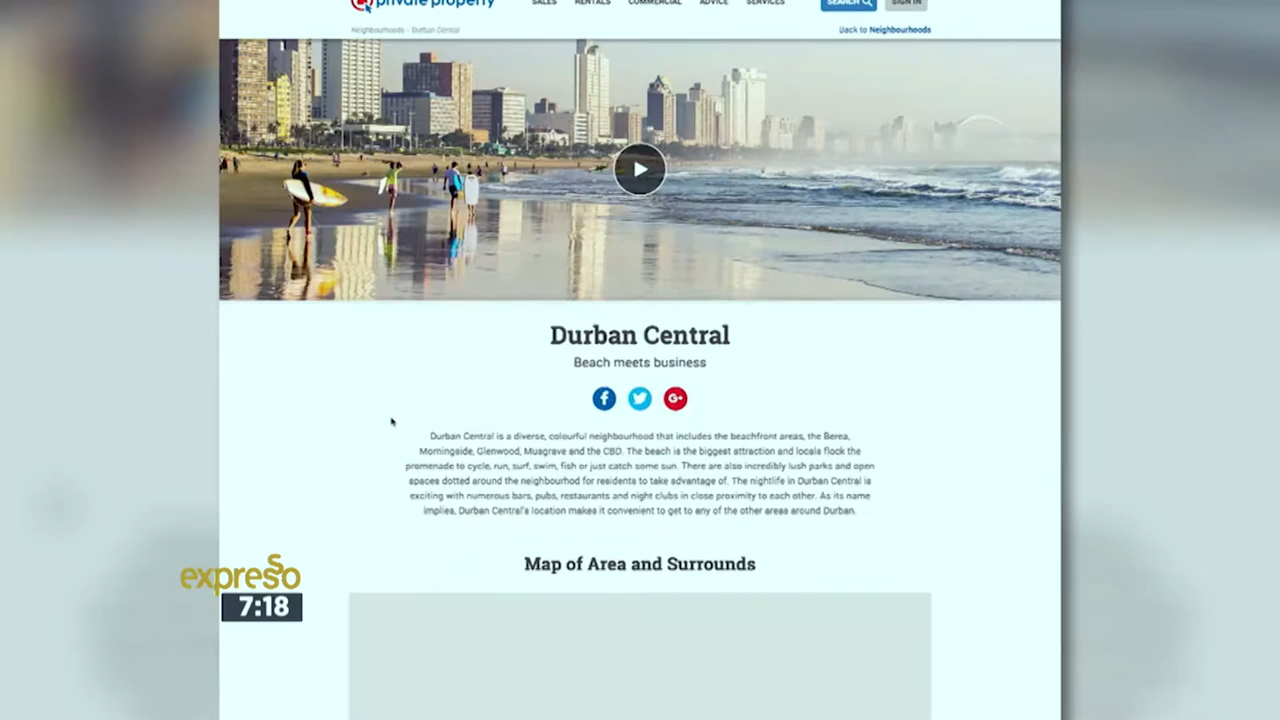 private property
SALES RENTALS COMMERCIAL ADVICE SERVICES SEARCH SIGN IN
Neighbourhoods - Durban Central Back to Neighbourhoods
Durban Central
Beach meets business
f G+
Durban Central is a diverse, colourful neighbourhood that includes the beachfront areas, the Berea,
Morningside, Glenwood, Musgrave and the CBD. The beach is the biggest attraction and locals flock the
promenade to cycle, run, surf, swim, fish or just catch some sun. There are also incredibly lush parks and open
spaces dotted around the neighbourhod for residents to take advantage of. The nightlife in Durban Central is
exciting with numerous bars, pubs, restaurants and night clubs in close proximity to each other. As its name
implies, Durban Central's location makes it convenient to get to any of the other areas around Durban.
Map of Area and Surrounds
expresso
7:18